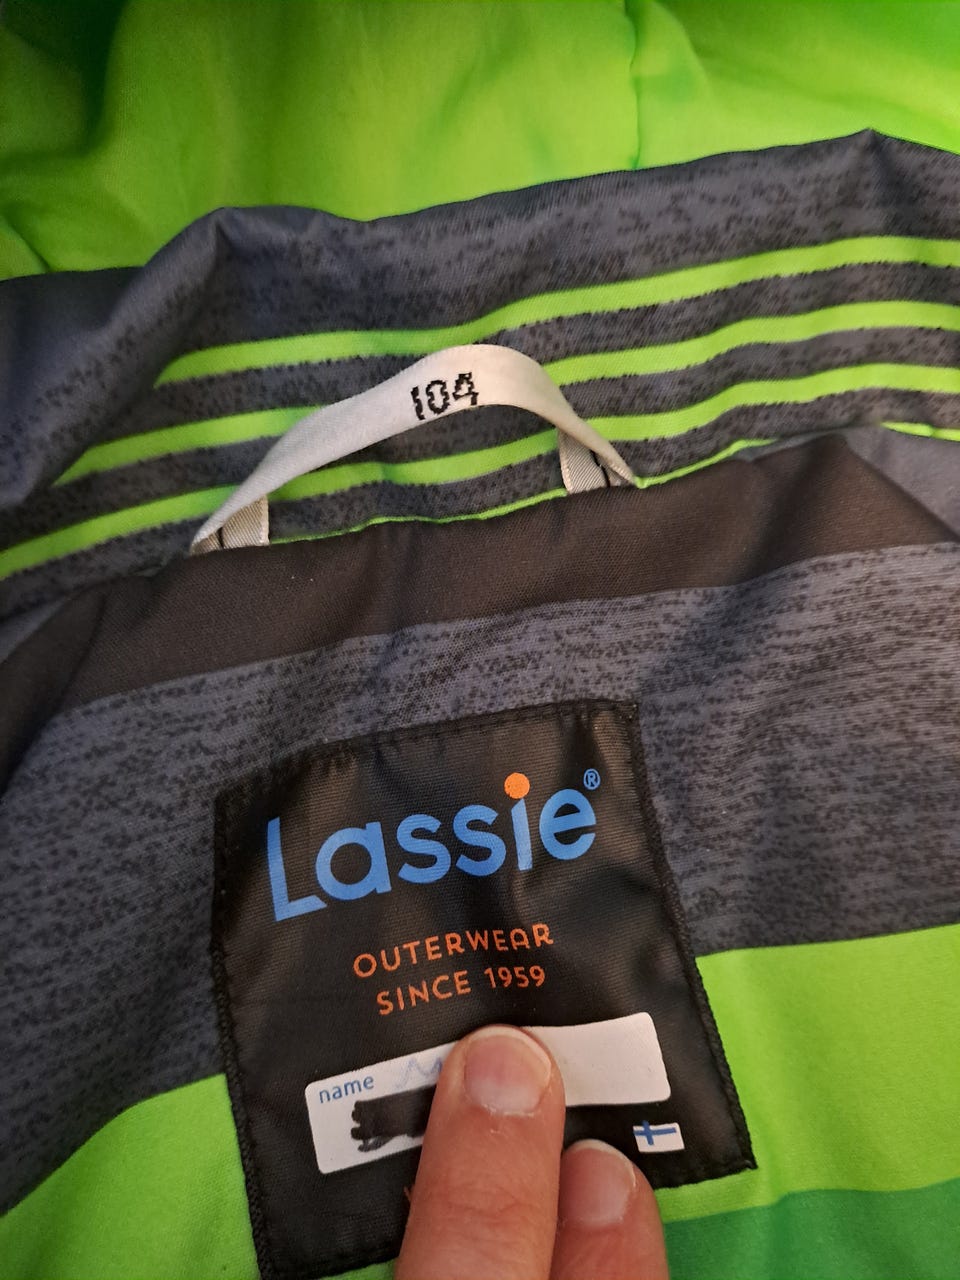 104
Lassie®
OUTERWEAR
SINCE 1959
name